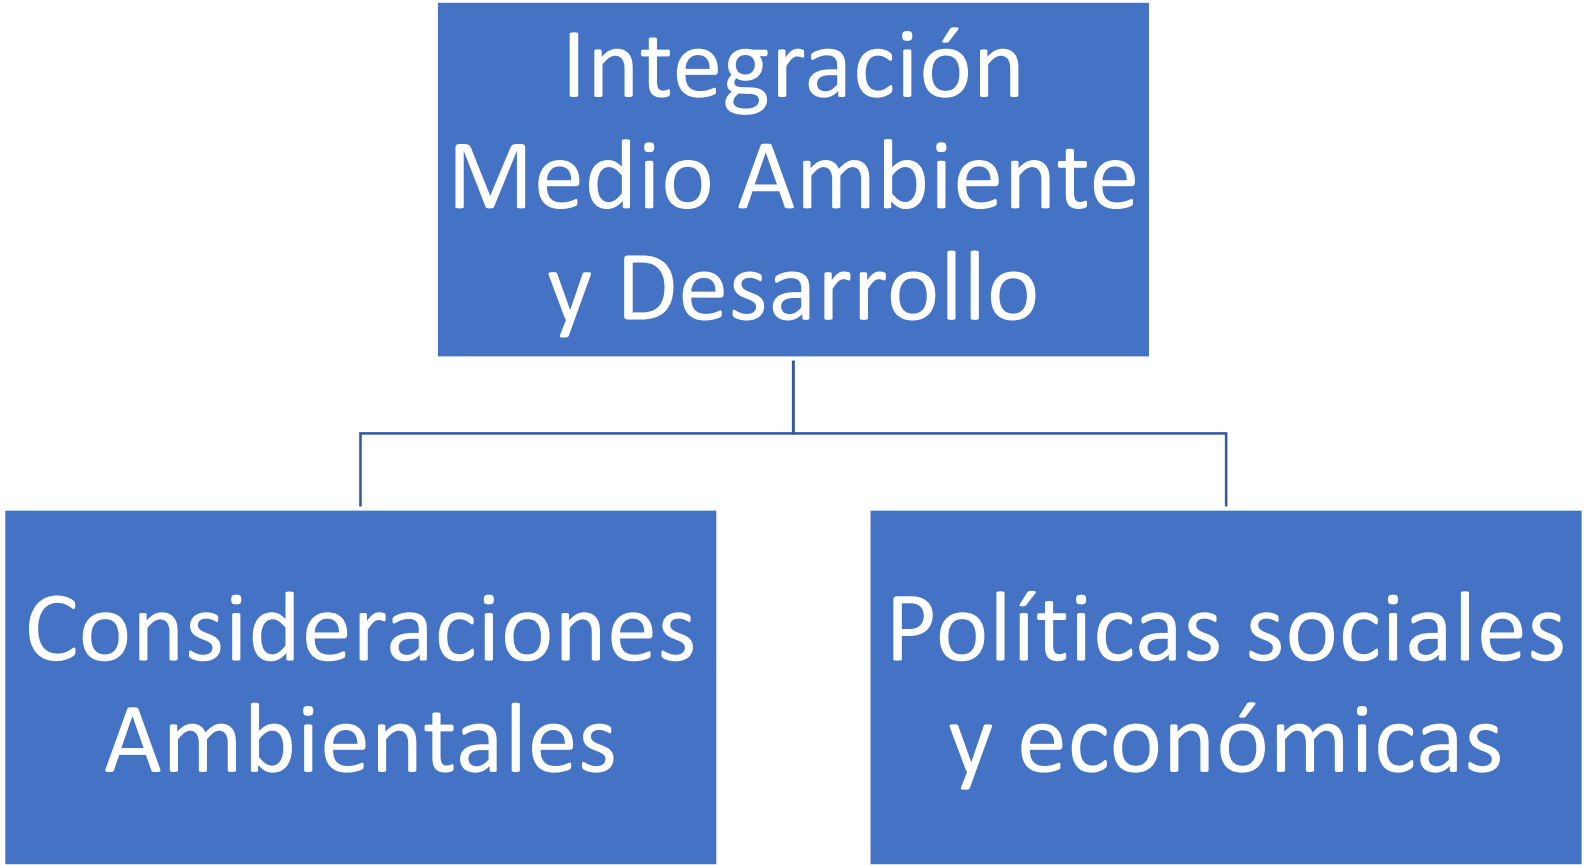 Integración
Medio Ambiente
y Desarrollo
Consideraciones
Ambientales
Políticas sociales
y económicas